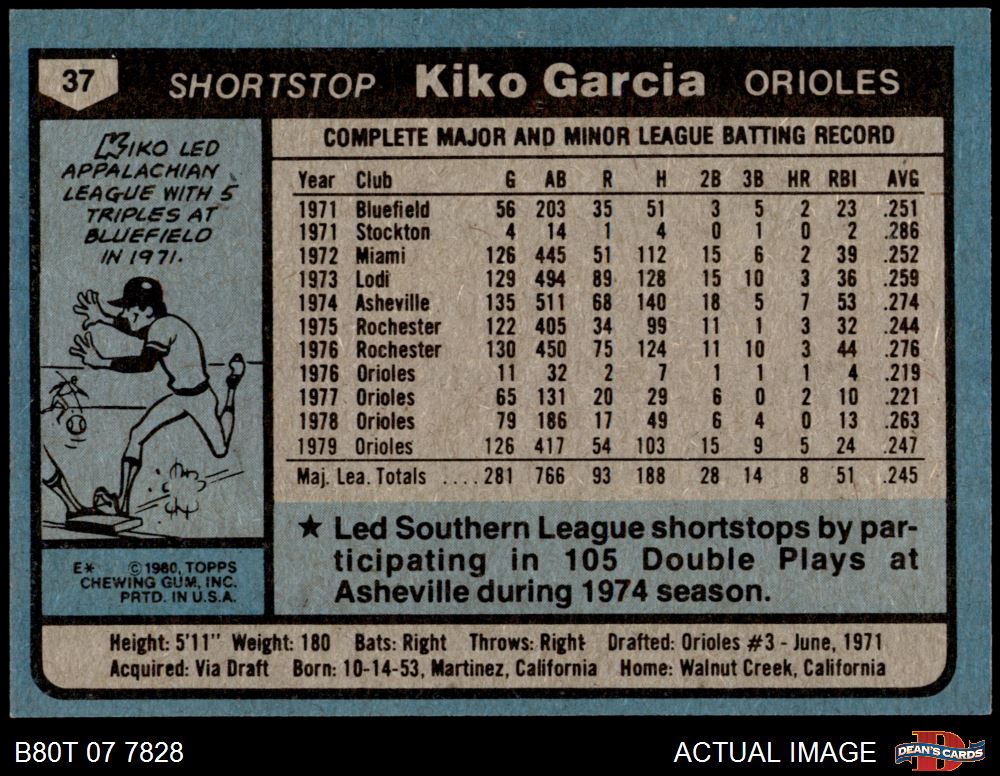 37 SHORTSTOP Kiko Garcia ORIOLES
KIKO LED
APPALACHIAN
LEAGUE WITH 5
TRIPLES AT
BLUEFIELD
IN 1971.
E* © 1980, TOPPS
CHEWING GUM, INC.
PRTD. IN U.S.A.
COMPLETE MAJOR AND MINOR LEAGUE BATTING RECORD
Year Club G AB R H 2B 3B HR RBI AVG
1971 Bluefield 56 203 35 51 3 5 2 23 .251
1971 Stockton 4 14 1 4 0 1 0 2 .286
1972 Miami 126 445 51 112 15 6 2 39 .252
1973 Lodi 129 494 89 128 15 10 3 36 .259
1974 Asheville 135 511 68 140 18 5 7 53 .274
1975 Rochester 122 405 34 99 11 1 3 32 .244
1976 Rochester 130 450 75 124 11 10 3 44 .276
1976 Orioles 11 32 2 7 1 1 1 4 .219
1977 Orioles 65 131 20 29 6 0 2 10 .221
1978 Orioles 79 186 17 49 6 4 0 13 .263
1979 Orioles 126 417 54 103 15 9 5 24 .247
Maj. Lea. Totals ....281 766 93 188 28 14 8 51 .245
★ Led Southern League shortstops by par-
ticipating in 105 Double Plays at
Asheville during 1974 season.
Height: 5'11" Weight: 180 Bats: Right Throws: Right Drafted: Orioles #3 - June, 1971
Acquired: Via Draft Born: 10-14-53, Martinez, California Home: Walnut Creek, California
B80T 07 7828 ACTUAL IMAGE DEAN'S CARDS